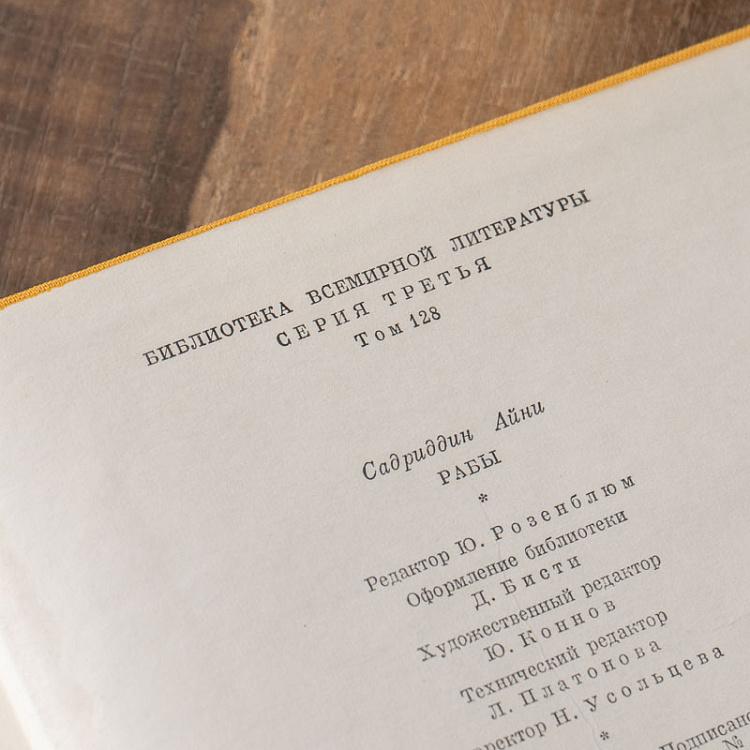 БИБЛИОТЕКА ВСЕМИРНОЙ ЛИТЕРАТУРЫ
СЕРИЯ ТРЕТЬЯ
Том 128
Садриддин Айни
РАБЫ
*
Редактор Ю. Розенблюм
Оформление библиотеки
Д. Бисти
Художественный редактор
Ю. Коннов
Технический редактор
Л. Платонова
Н. Усольцева
*
№